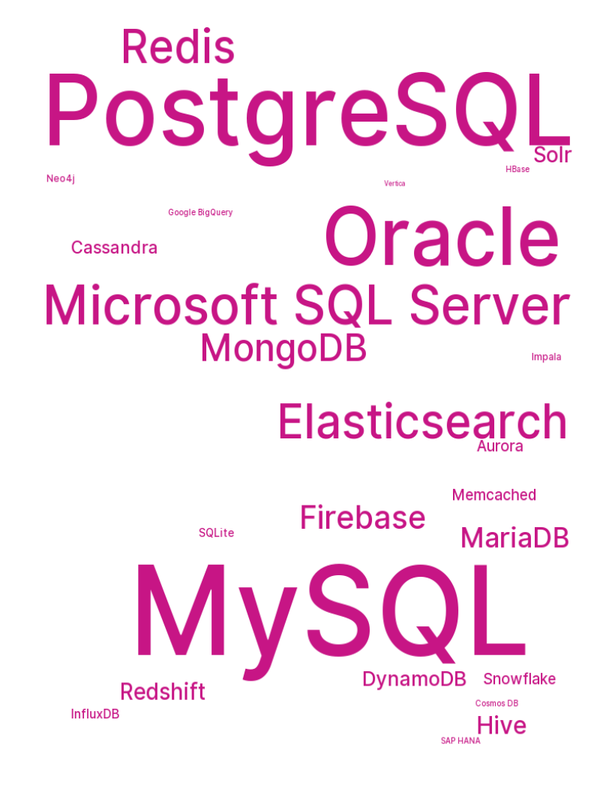 Redis
PostgreSQL
Solr
HBase
Neo4j
Vertica
Google BigQuery
Oracle
Cassandra
Microsoft SQL Server
MongoDB
Impala
Elasticsearch
Aurora
Memcached
Firebase
SQLite
MariaDB
MySQL
DynamoDB
Snowflake
Redshift
Cosmos DB
InfluxDB
Hive
SAP HANA